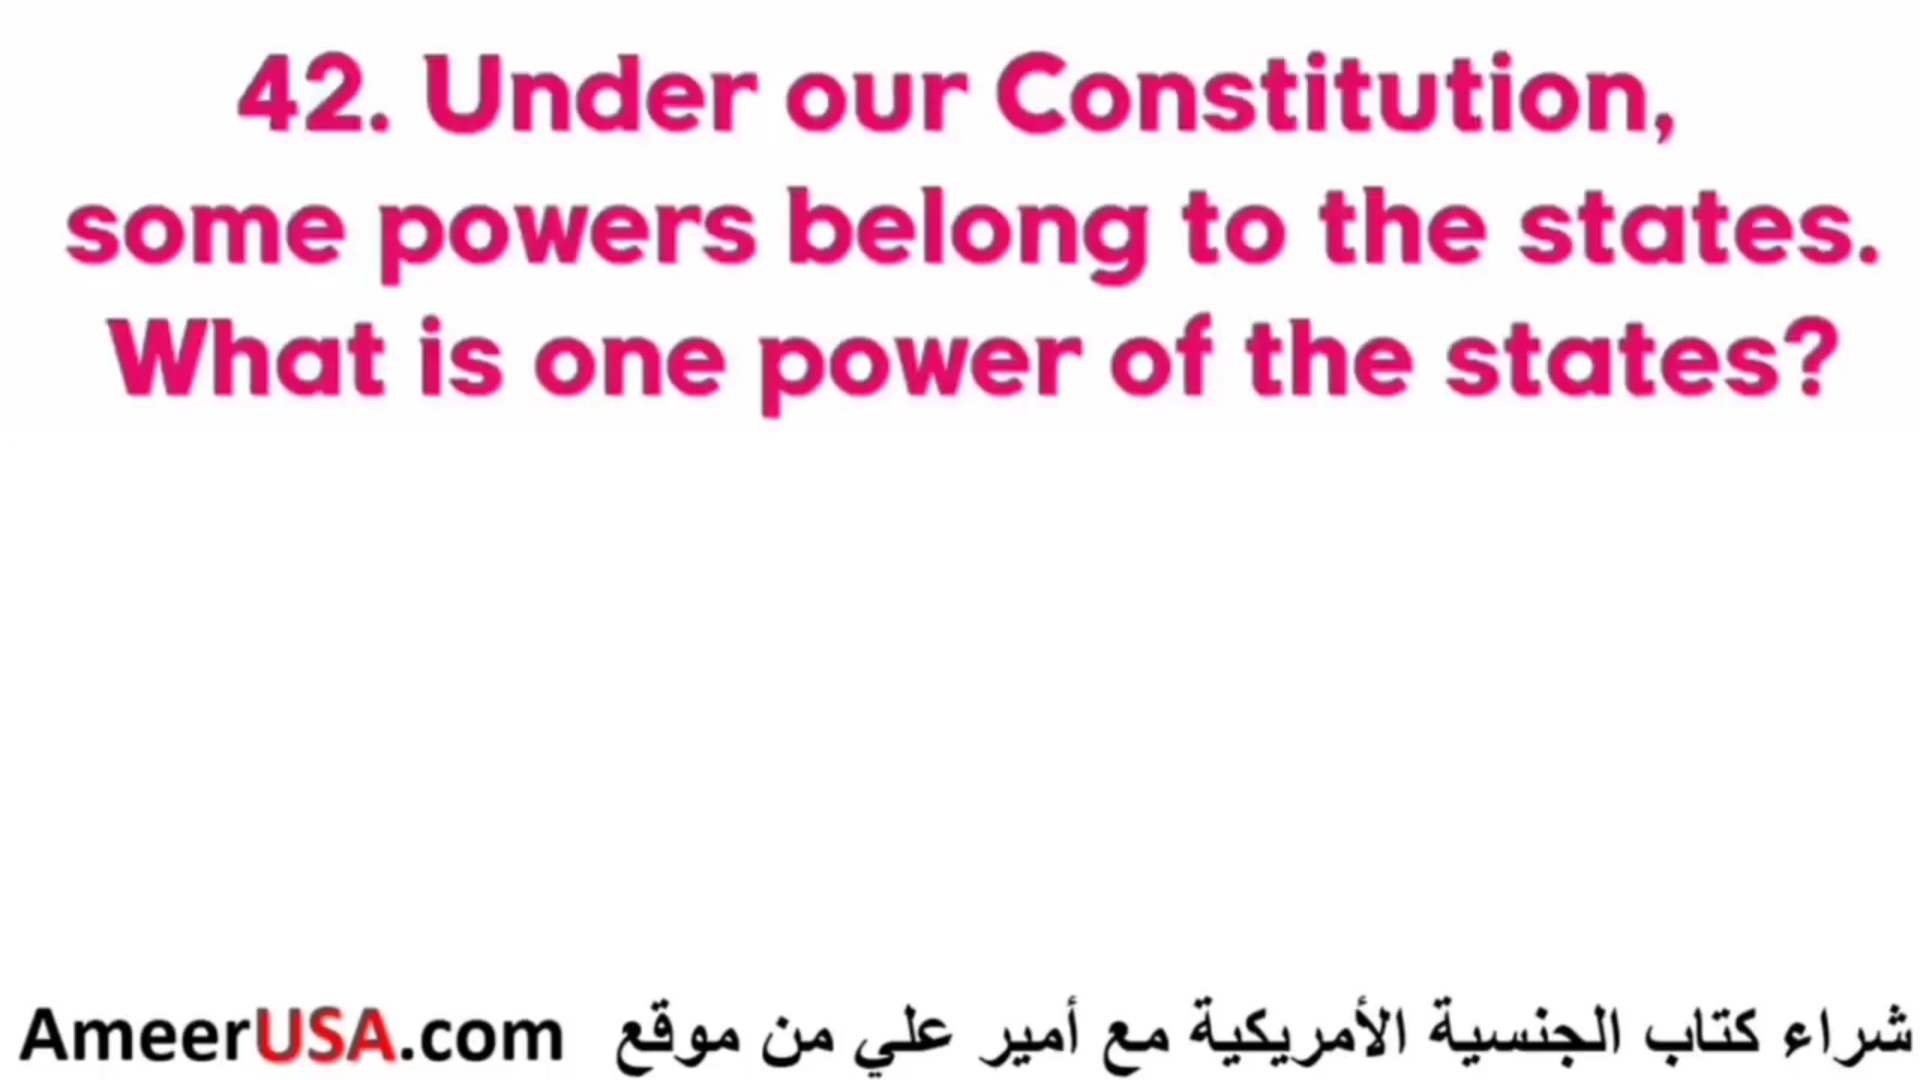 42. Under our Constitution,
some powers belong to the states.
What is one power of the states?
شراء كتاب الجنسية الأمريكية مع أمير علي من موقع AmeerUSA.com